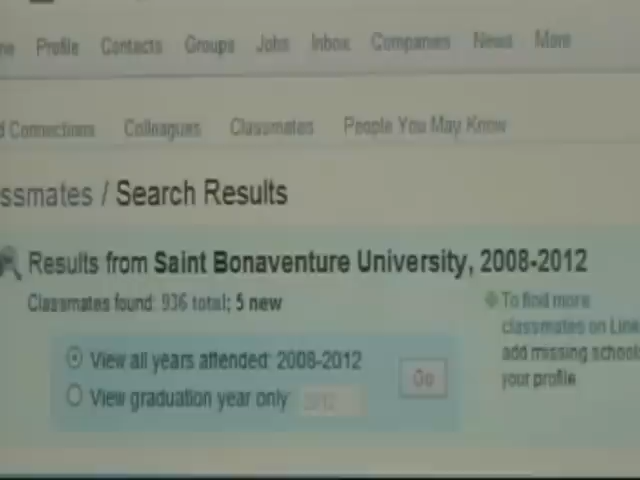 Profile Contacts Groups Jobs Inbox Companies News More
Connections Colleagues Classmates People You May Know
/ Search Results
Results from Saint Bonaventure University, 2008-2012
Classmates found: 936 total; 5 new
To find more
classmates on
add missing
your profile
View all years attended: 2008-2012
View graduation year only
Go